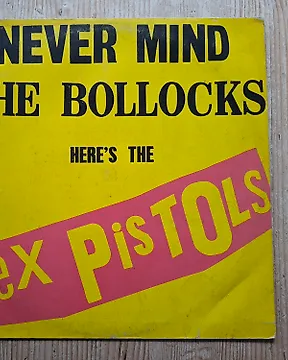 NEVER MIND
HE BOLLOCKS
HERE'S THE
ex PiSTOLS